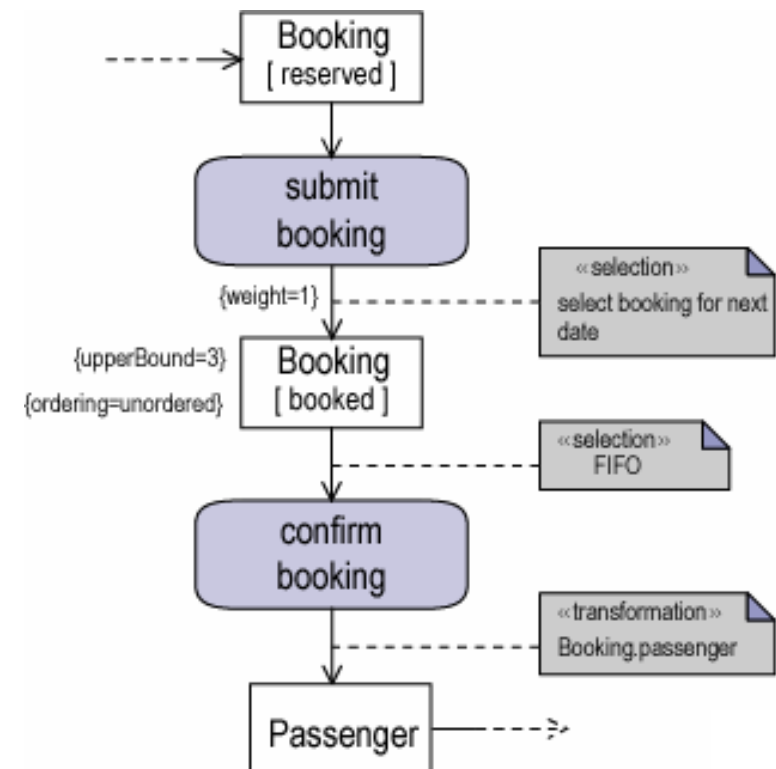 Booking
[ reserved ]
submit
booking
{weight=1}
«selection»
select booking for next
date
{upperBound=3}
{ordering=unordered}
Booking
[ booked ]
«selection»
FIFO
confirm
booking
«transformation»
Booking.passenger
Passenger